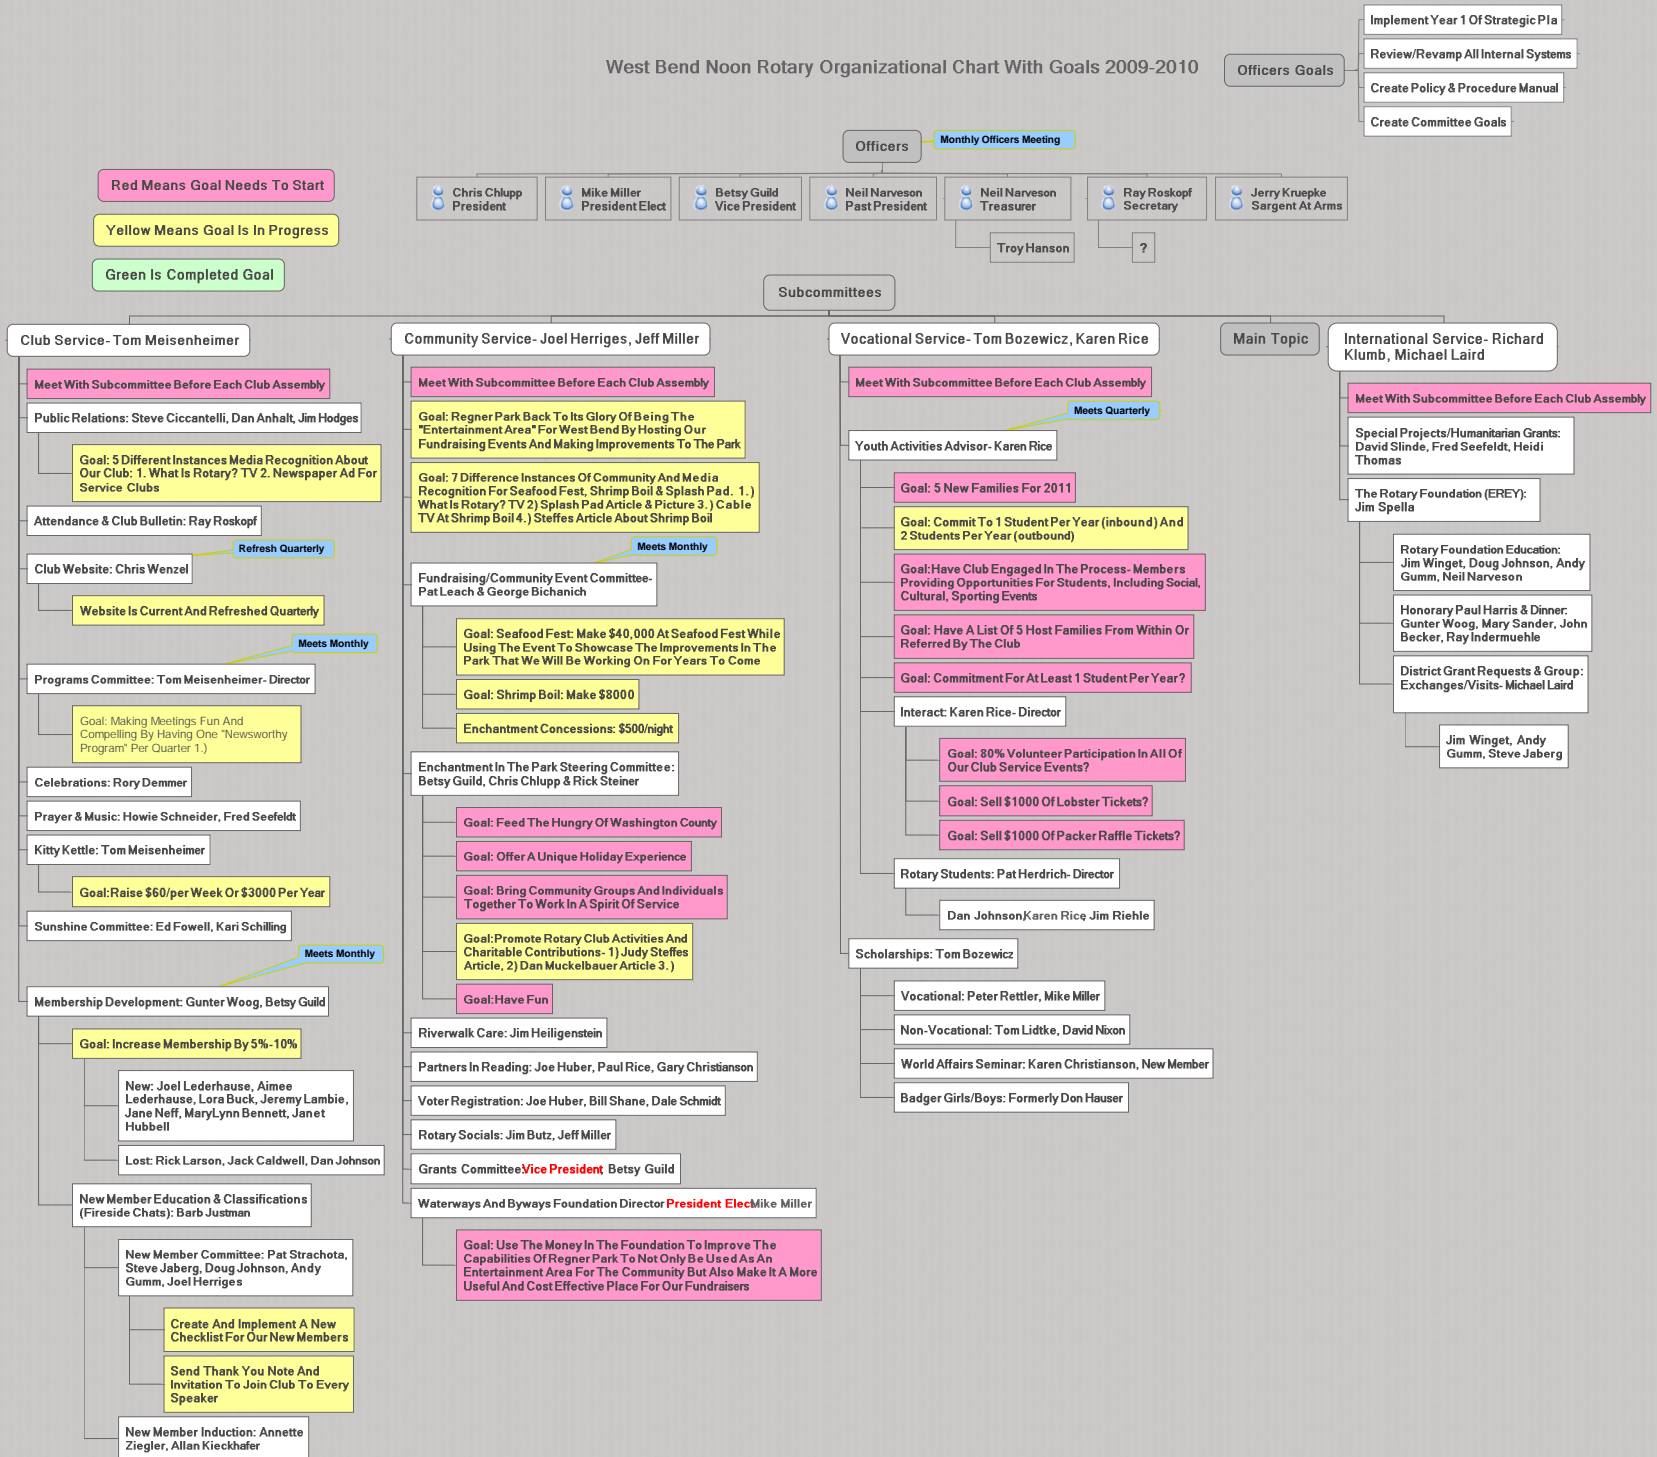 West Bend Noon Rotary Organizational Chart With Goals 2009-2010
Officers Goals
Implement Year 1 Of Strategic Pla
Review/Revamp All Internal Systems
Create Policy & Procedure Manual
Create Committee Goals
Officers
Monthly Officers Meeting
Red Means Goal Needs To Start
Yellow Means Goal Is In Progress
Green Is Completed Goal
Chris Chlupp
President
Mike Miller
President Elect
Betsy Guild
Vice President
Neil Narveson
Past President
Neil Narveson
Treasurer
Ray Roskopf
Secretary
Jerry Kruepke
Sargent At Arms
Troy Hanson
?
Subcommittees
Club Service- Tom Meisenheimer
Meet With Subcommittee Before Each Club Assembly
Public Relations: Steve Ciccantelli, Dan Anhalt, Jim Hodges
Goal: 5 Different Instances Media Recognition About
Our Club: 1. What Is Rotary? TV 2. Newspaper Ad For
Service Clubs
Attendance & Club Bulletin: Ray Roskopf
Refresh Quarterly
Club Website: Chris Wenzel
Website Is Current And Refreshed Quarterly
Meets Monthly
Programs Committee: Tom Meisenheimer- Director
Goal: Making Meetings Fun And
Compelling By Having One "Newsworthy
Program" Per Quarter 1.)
Celebrations: Rory Demmer
Prayer & Music: Howie Schneider, Fred Seefeldt
Kitty Kettle: Tom Meisenheimer
Goal:Raise $60/per Week Or $3000 Per Year
Sunshine Committee: Ed Fowell, Kari Schilling
Meets Monthly
Membership Development: Gunter Woog, Betsy Guild
Goal: Increase Membership By 5%-10%
New: Joel Lederhause, Aimee
Lederhause, Lora Buck, Jeremy Lambie,
Jane Neff, MaryLynn Bennett, Janet
Hubbell
Lost: Rick Larson, Jack Caldwell, Dan Johnson
New Member Education & Classifications
(Fireside Chats): Barb Justman
New Member Committee: Pat Strachota,
Steve Jaberg, Doug Johnson, Andy
Gumm, Joel Herriges
Create And Implement A New
Checklist For Our New Members
Send Thank You Note And
Invitation To Join Club To Every
Speaker
New Member Induction: Annette
Ziegler, Allan Kieckhafer
Community Service- Joel Herriges, Jeff Miller
Meet With Subcommittee Before Each Club Assembly
Goal: Regner Park Back To Its Glory Of Being The
"Entertainment Area" For West Bend By Hosting Our
Fundraising Events And Making Improvements To The Park
Goal: 7 Difference Instances Of Community And Media
Recognition For Seafood Fest, Shrimp Boil & Splash Pad. 1.)
What Is Rotary? TV 2) Splash Pad Article & Picture 3.) Cable
TV At Shrimp Boil 4.) Steffes Article About Shrimp Boil
Meets Monthly
Fundraising/Community Event Committee-
Pat Leach & George Bichanich
Goal: Seafood Fest: Make $40,000 At Seafood Fest While
Using The Event To Showcase The Improvements In The
Park That We Will Be Working On For Years To Come
Goal: Shrimp Boil: Make $8000
Enchantment Concessions: $500/night
Enchantment In The Park Steering Committee:
Betsy Guild, Chris Chlupp & Rick Steiner
Goal: Feed The Hungry Of Washington County
Goal: Offer A Unique Holiday Experience
Goal: Bring Community Groups And Individuals
Together To Work In A Spirit Of Service
Goal:Promote Rotary Club Activities And
Charitable Contributions- 1) Judy Steffes
Article, 2) Dan Muckelbauer Article 3.)
Goal:Have Fun
Riverwalk Care: Jim Heiligenstein
Partners In Reading: Joe Huber, Paul Rice, Gary Christianson
Voter Registration: Joe Huber, Bill Shane, Dale Schmidt
Rotary Socials: Jim Butz, Jeff Miller
Grants Committee:Vice President, Betsy Guild
Waterways And Byways Foundation Director President Elect Mike Miller
Goal: Use The Money In The Foundation To Improve The
Capabilities Of Regner Park To Not Only Be Used As An
Entertainment Area For The Community But Also Make It A More
Useful And Cost Effective Place For Our Fundraisers
Vocational Service- Tom Bozewicz, Karen Rice
Meet With Subcommittee Before Each Club Assembly
Meets Quarterly
Youth Activities Advisor- Karen Rice
Goal: 5 New Families For 2011
Goal: Commit To 1 Student Per Year (inbound) And
2 Students Per Year (outbound)
Goal:Have Club Engaged In The Process- Members
Providing Opportunities For Students, Including Social,
Cultural, Sporting Events
Goal: Have A List Of 5 Host Families From Within Or
Referred By The Club
Goal: Commitment For At Least 1 Student Per Year?
Interact: Karen Rice- Director
Goal: 80% Volunteer Participation In All Of
Our Club Service Events?
Goal: Sell $1000 Of Lobster Tickets?
Goal: Sell $1000 Of Packer Raffle Tickets?
Rotary Students: Pat Herdrich- Director
Dan Johnson,Karen Rice, Jim Riehle
Scholarships: Tom Bozewicz
Vocational: Peter Rettler, Mike Miller
Non-Vocational: Tom Lidtke, David Nixon
World Affairs Seminar: Karen Christianson, New Member
Badger Girls/Boys: Formerly Don Hauser
Main Topic
International Service- Richard
Klumb, Michael Laird
Meet With Subcommittee Before Each Club Assembly
Special Projects/Humanitarian Grants:
David Slinde, Fred Seefeldt, Heidi
Thomas
The Rotary Foundation (EREY):
Jim Spella
Rotary Foundation Education:
Jim Winget, Doug Johnson, Andy
Gumm, Neil Narveson
Honorary Paul Harris & Dinner:
Gunter Woog, Mary Sander, John
Becker, Ray Indermuehle
District Grant Requests & Group:
Exchanges/Visits- Michael Laird
Jim Winget, Andy
Gumm, Steve Jaberg